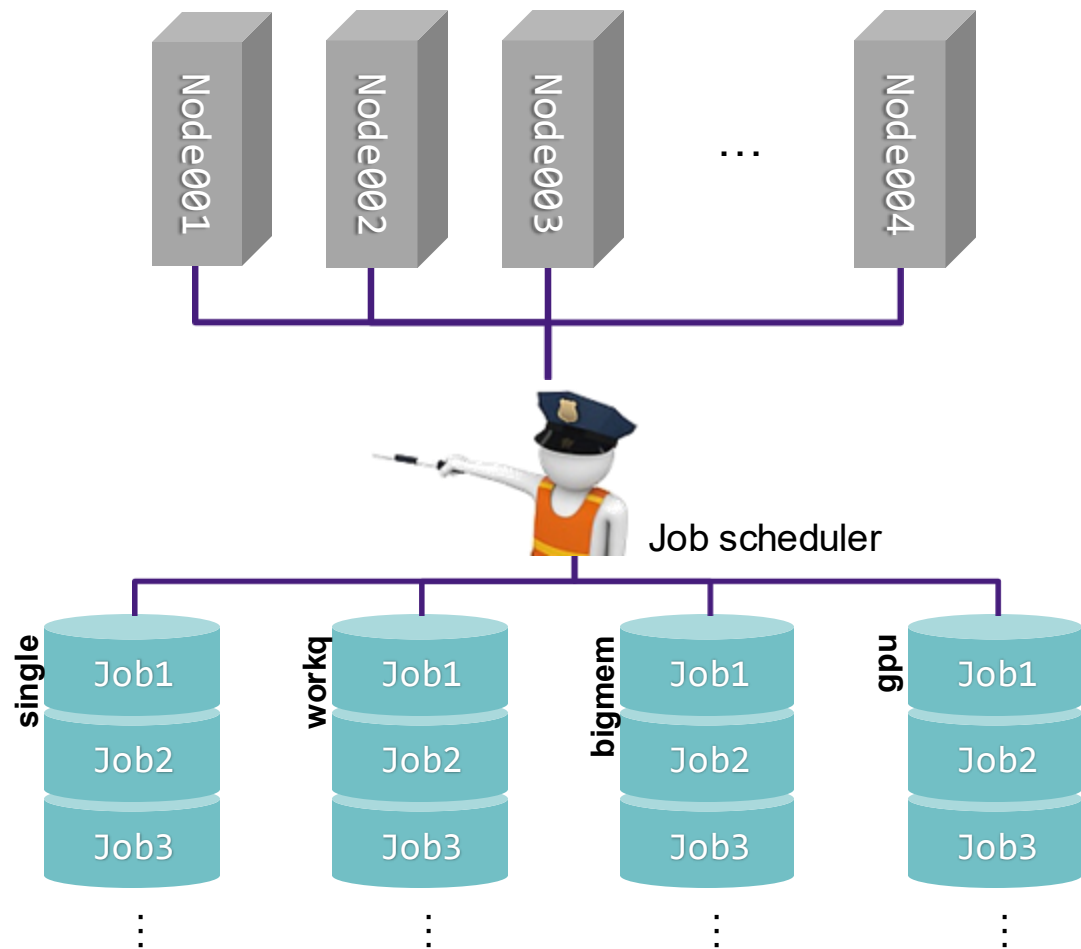 Node001
Node002
Node003
...
Node004
Job scheduler
single
Job1
Job2
Job3
...
workq
Job1
Job2
Job3
...
bigmem
Job1
Job2
Job3
...
gpu
Job1
Job2
Job3
...